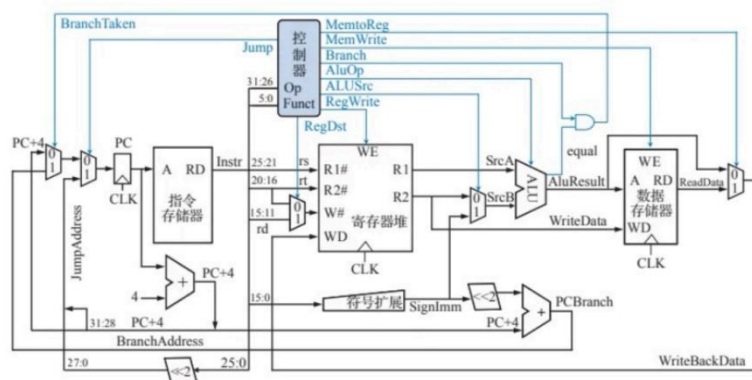 BranchTaken
Jump
控制器
Op
Funct
31:26
5:0
MemtoReg
MemWrite
Branch
AluOp
ALUSrc
RegWrite
RegDst
PC+4
0
1
0
1
PC
CLK
A RD
指令
存储器
Instr
25:21
rs
20:16
rt
15:11
rd
0
1
WE
R1#
R2#
W#
WD
R1
R2
寄存器堆
CLK
SrcA
SrcB
0
1
ALU
equal
AluResult
WriteData
WE
A RD
数据
存储器
WD
CLK
ReadData
0
1
JumpAddress
4
+
PC+4
15:0
符号扩展
SignImm
<<2
+
PCBranch
PC+4
31:28
PC+4
BranchAddress
27:0
<<2
25:0
WriteBackData